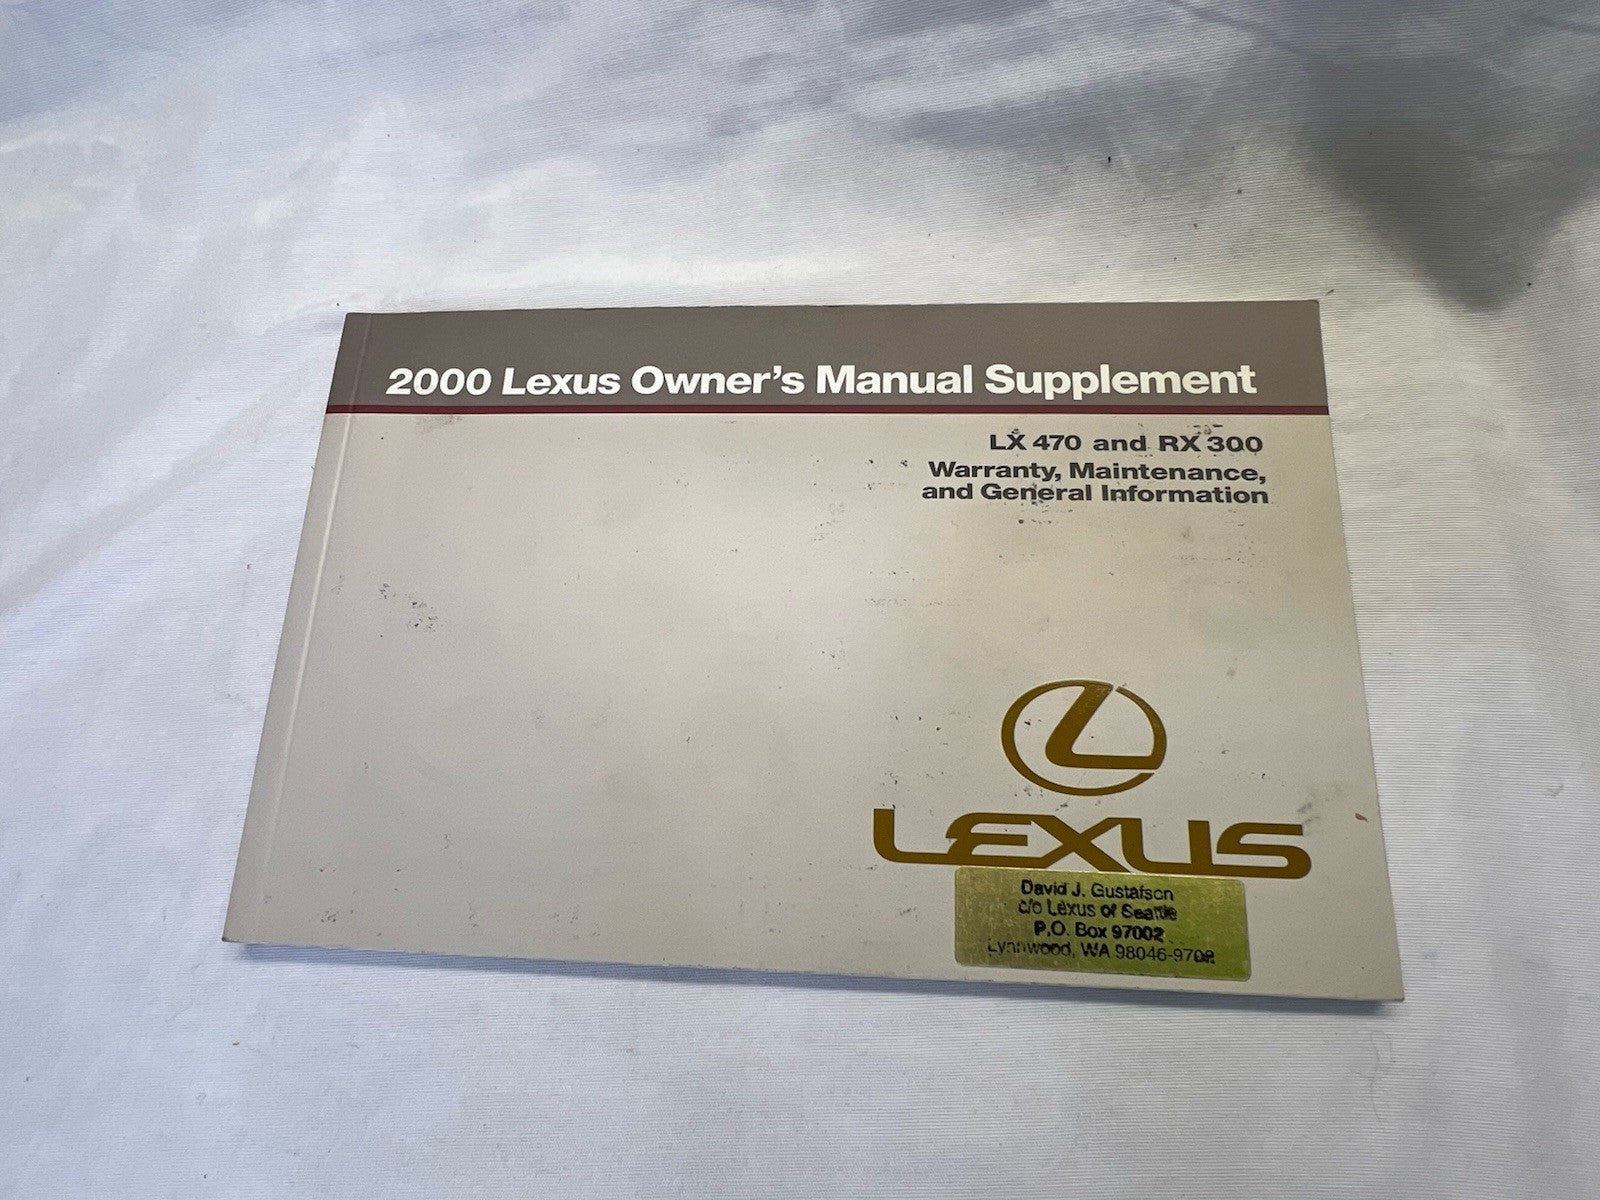 2000 Lexus Owner's Manual Supplement
LX 470 and RX 300
Warranty, Maintenance,
and General Information
LEXUS
David J. Gustafson
c/o Lexus of Seattle
P.O. Box 97002
Lynnwood, WA 98046-9702